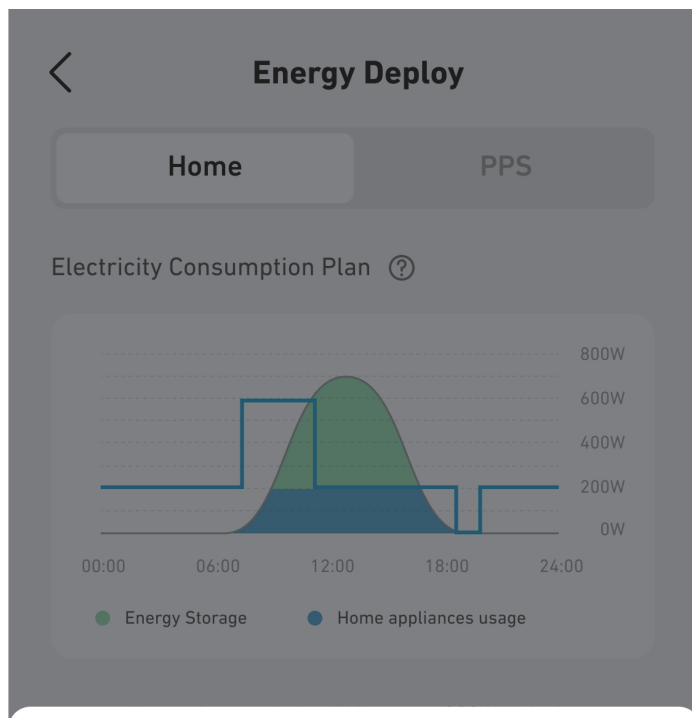 Energy Deploy
Home PPS
Electricity Consumption Plan ?
800W
600W
400W
200W
0W
00:00 06:00 12:00 18:00 24:00
Energy Storage Home appliances usage